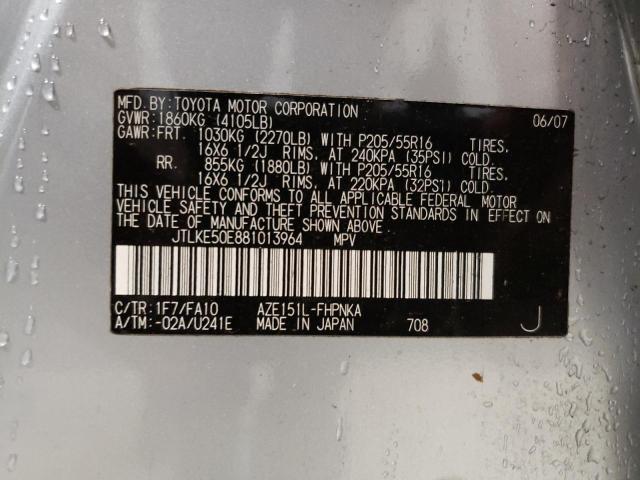 MFD.BY:TOYOTA MOTOR CORPORATION 06/07
GVWR:1860KG (4105LB)
GAWR:FRT. 1030KG (2270LB) WITH P205/55R16 TIRES,
16X6 1/2J RIMS, AT 240KPA (35PSI) COLD.
RR. 855KG (1880LB) WITH P205/55R16 TIRES,
16X6 1/2J RIMS, AT 220KPA (32PSI) COLD.
THIS VEHICLE CONFORMS TO ALL APPLICABLE FEDERAL MOTOR
VEHICLE SAFETY AND THEFT PREVENTION STANDARDS IN EFFECT ON
THE DATE OF MANUFACTURE SHOWN ABOVE.
JTLKE50E881013964 MPV
C/TR:1F7/FA10 AZE151L-FHPNKA
A/TM:-02A/U241E MADE IN JAPAN 708 J